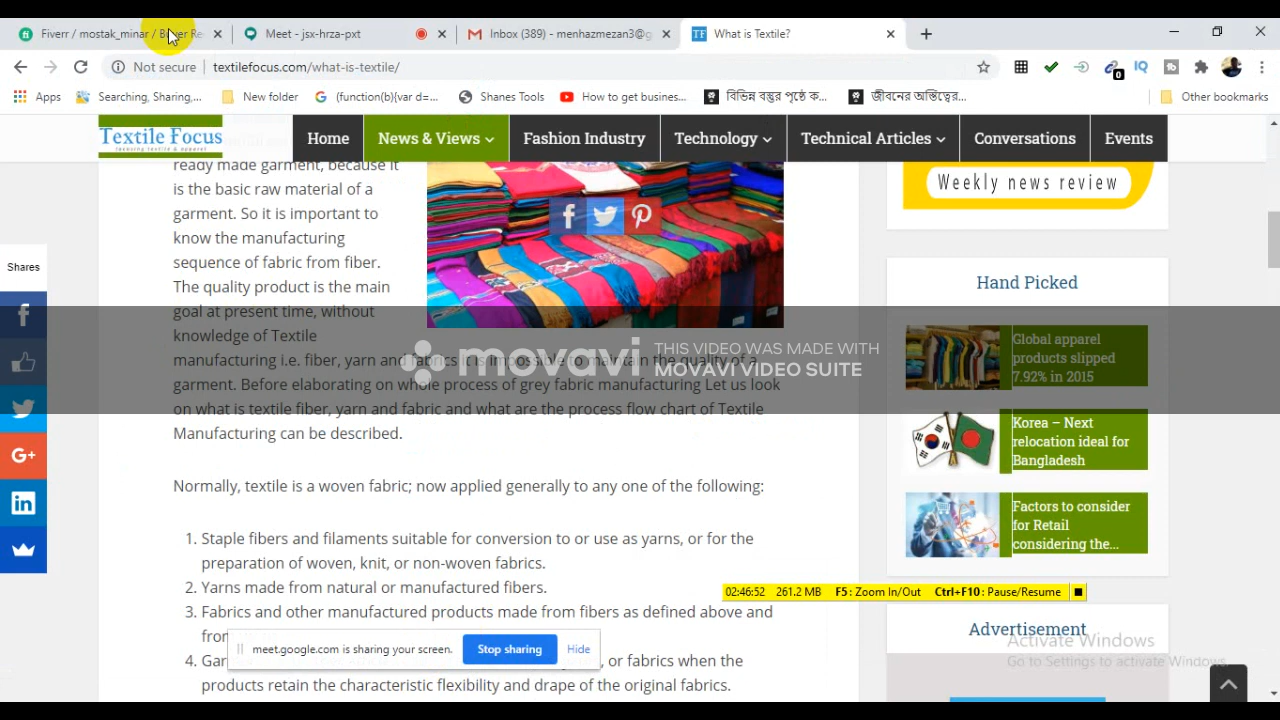 Fiverr / mostak_minar / Buyer Re
Meet - jsx-hrza-pxt
Inbox (389) - menhazmezan3@g
What is Textile?
Not secure
textilefocus.com/what-is-textile/
0
IQ
Apps
Searching, Sharing,...
New folder
(function(b){var d=...
Shanes Tools
How to get busines...
বিভিন্ন বস্তুর পৃষ্ঠে ক...
জীবনের অস্তিত্বের...
Other bookmarks
Textile Focus
Home
News & Views
Fashion Industry
Technology
Technical Articles
Conversations
Events
ready made garment, because it
is the basic raw material of a
garment. So it is important to
know the manufacturing
sequence of fabric from fiber.
The quality product is the main
goal at present time, without
knowledge of Textile
manufacturing i.e. fiber, yarn and fabrics it is impossible to maintain the quality of a
garment. Before elaborating on whole process of grey fabric manufacturing Let us look
on what is textile fiber, yarn and fabric and what are the process flow chart of Textile
Manufacturing can be described.
movavi
THIS VIDEO WAS MADE WITH
MOVAVI VIDEO SUITE
Normally, textile is a woven fabric; now applied generally to any one of the following:
1. Staple fibers and filaments suitable for conversion to or use as yarns, or for the
preparation of woven, knit, or non-woven fabrics.
2. Yarns made from natural or manufactured fibers.
3. Fabrics and other manufactured products made from fibers as defined above and
4. or fabrics when the
products retain the characteristic flexibility and drape of the original fabrics.
Shares
G+
Weekly news review
Hand Picked
Global apparel
products slipped
7.92% in 2015
Korea – Next
relocation ideal for
Bangladesh
Factors to consider
for Retail
considering the...
02:46:52 261.2 MB F5: Zoom In/Out Ctrl+F10: Pause/Resume
meet.google.com is sharing your screen.
Stop sharing
Hide
Advertisement
Activate Windows
Go to Settings to activate Windows.